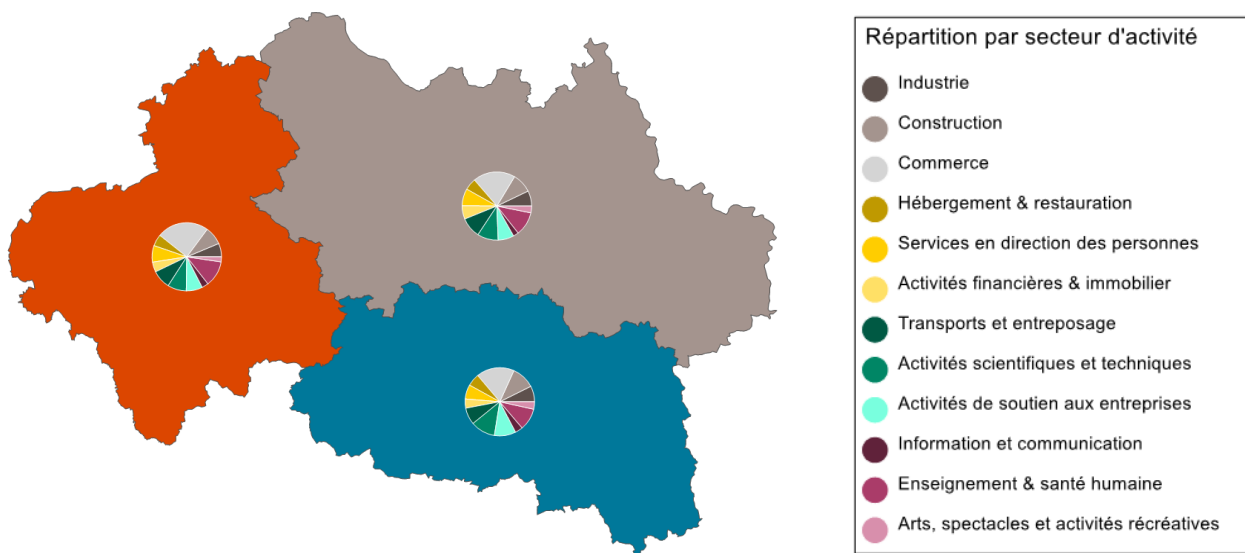 Répartition par secteur d'activité
Industrie
Construction
Commerce
Hébergement & restauration
Services en direction des personnes
Activités financières & immobilier
Transports et entreposage
Activités scientifiques et techniques
Activités de soutien aux entreprises
Information et communication
Enseignement & santé humaine
Arts, spectacles et activités récréatives